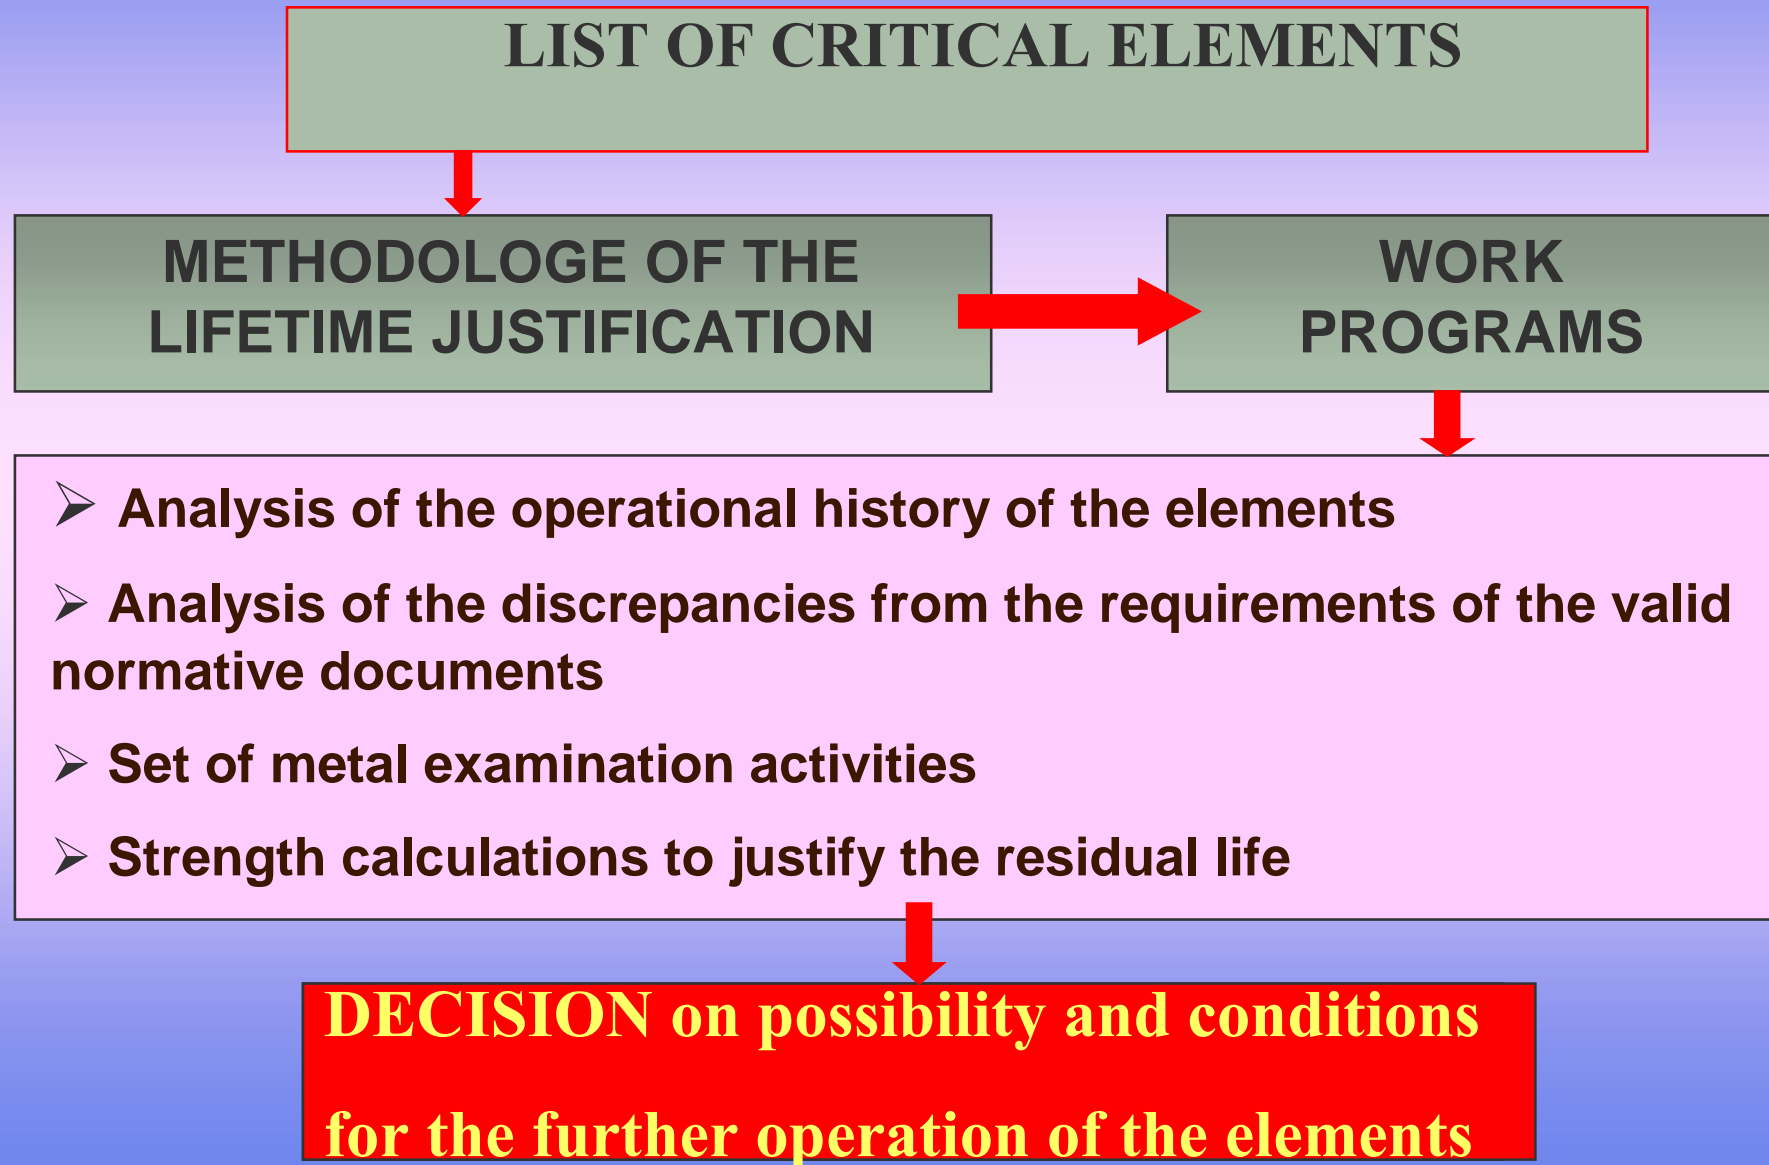 LIST OF CRITICAL ELEMENTS
METHODOLOGE OF THE
LIFETIME JUSTIFICATION
WORK
PROGRAMS
➢ Analysis of the operational history of the elements
➢ Analysis of the discrepancies from the requirements of the valid
normative documents
➢ Set of metal examination activities
➢ Strength calculations to justify the residual life
DECISION on possibility and conditions
for the further operation of the elements